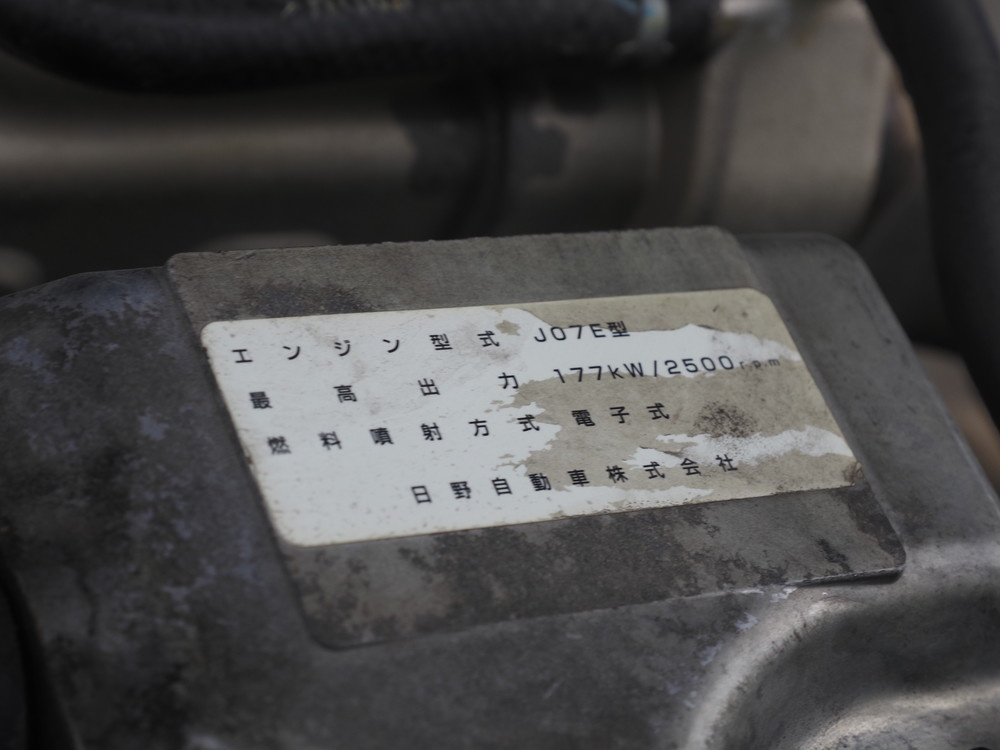 エンジン型式 J07E型
最高出力 177kW/2500rpm
燃料噴射方式 電子式
日野自動車株式会社